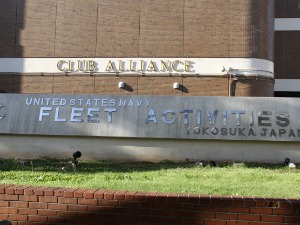 CLUB ALLIANCE
UNITED STATES NAVY
FLEET ACTIVITIES
YOKOSUKA JAPAN